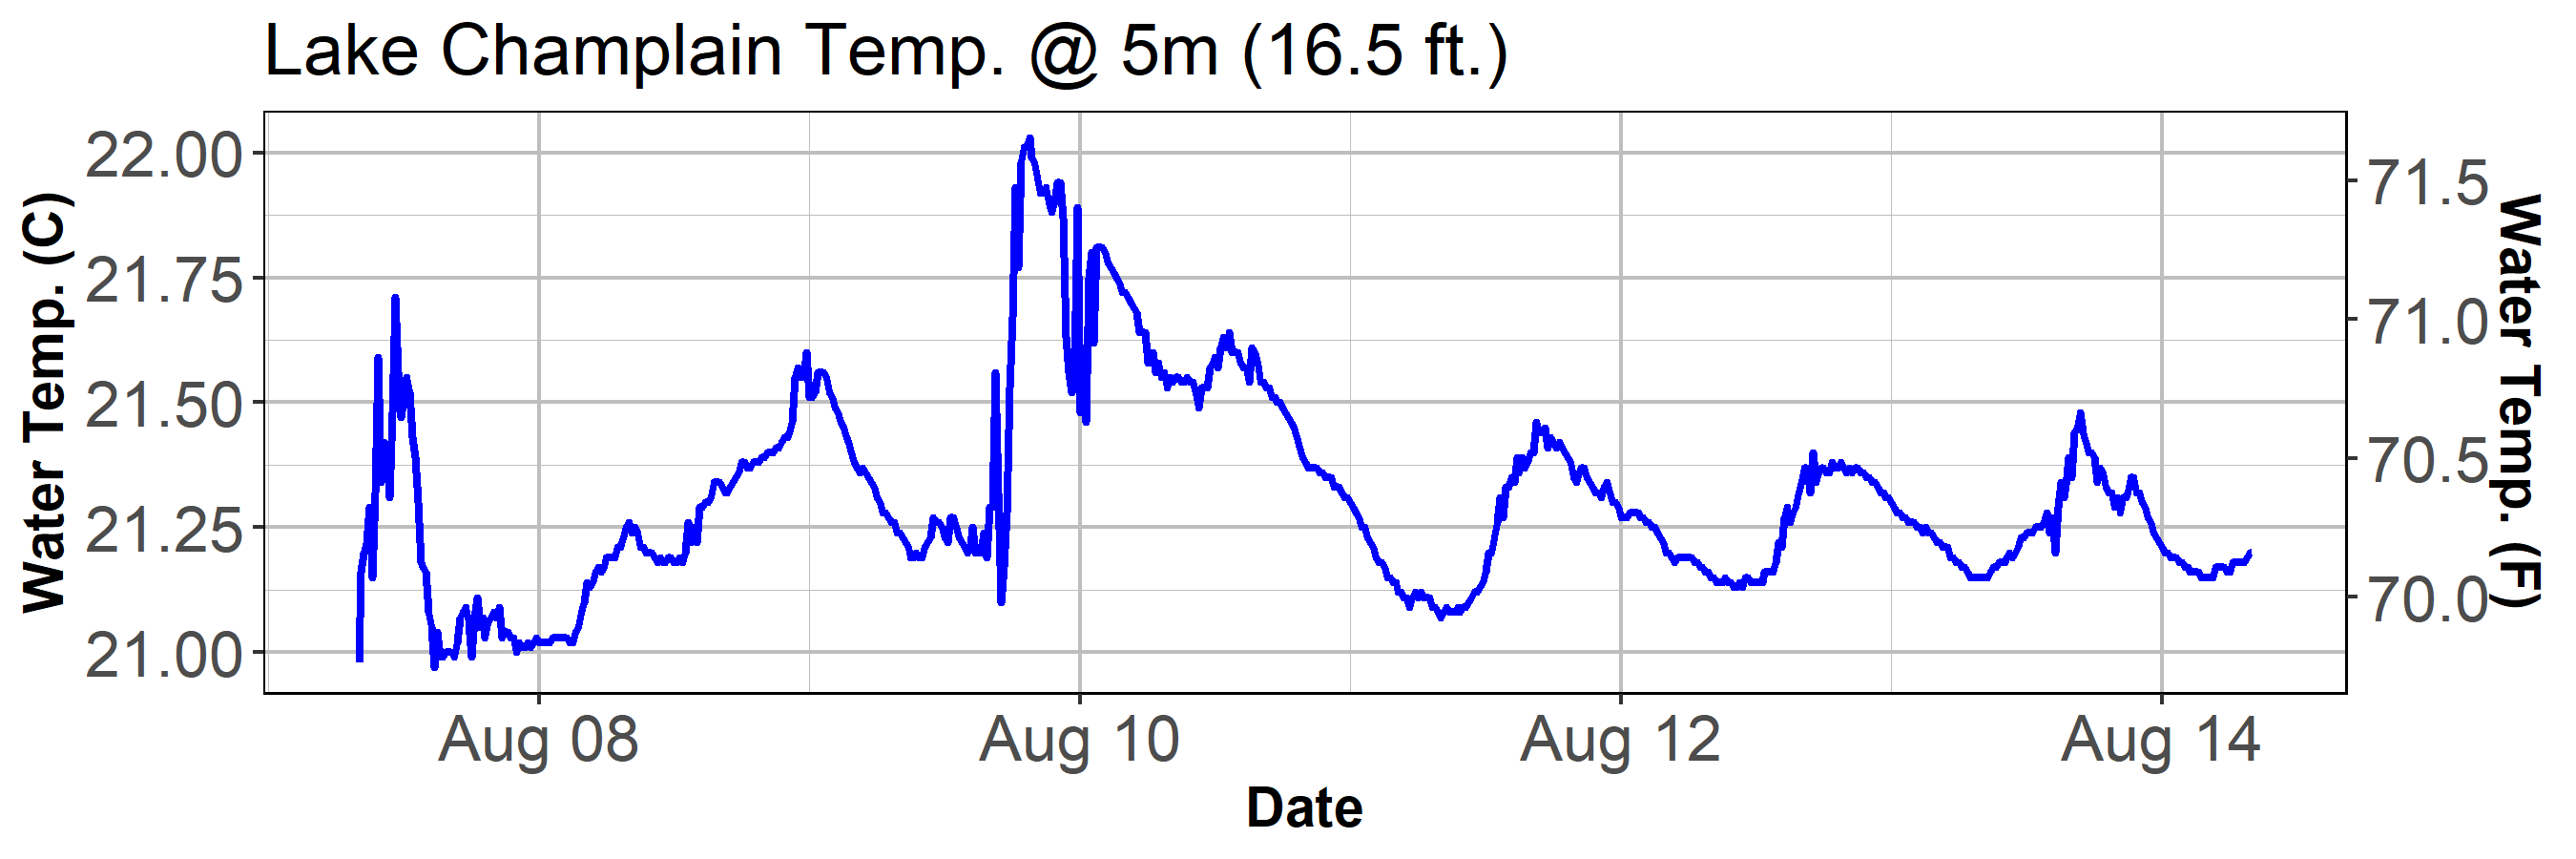 Lake Champlain Temp. @ 5m (16.5 ft.)
Water Temp. (C)
22.00
21.75
21.50
21.25
21.00
71.5
71.0
70.5
70.0
Water Temp. (F)
Aug 08
Aug 10
Aug 12
Aug 14
Date